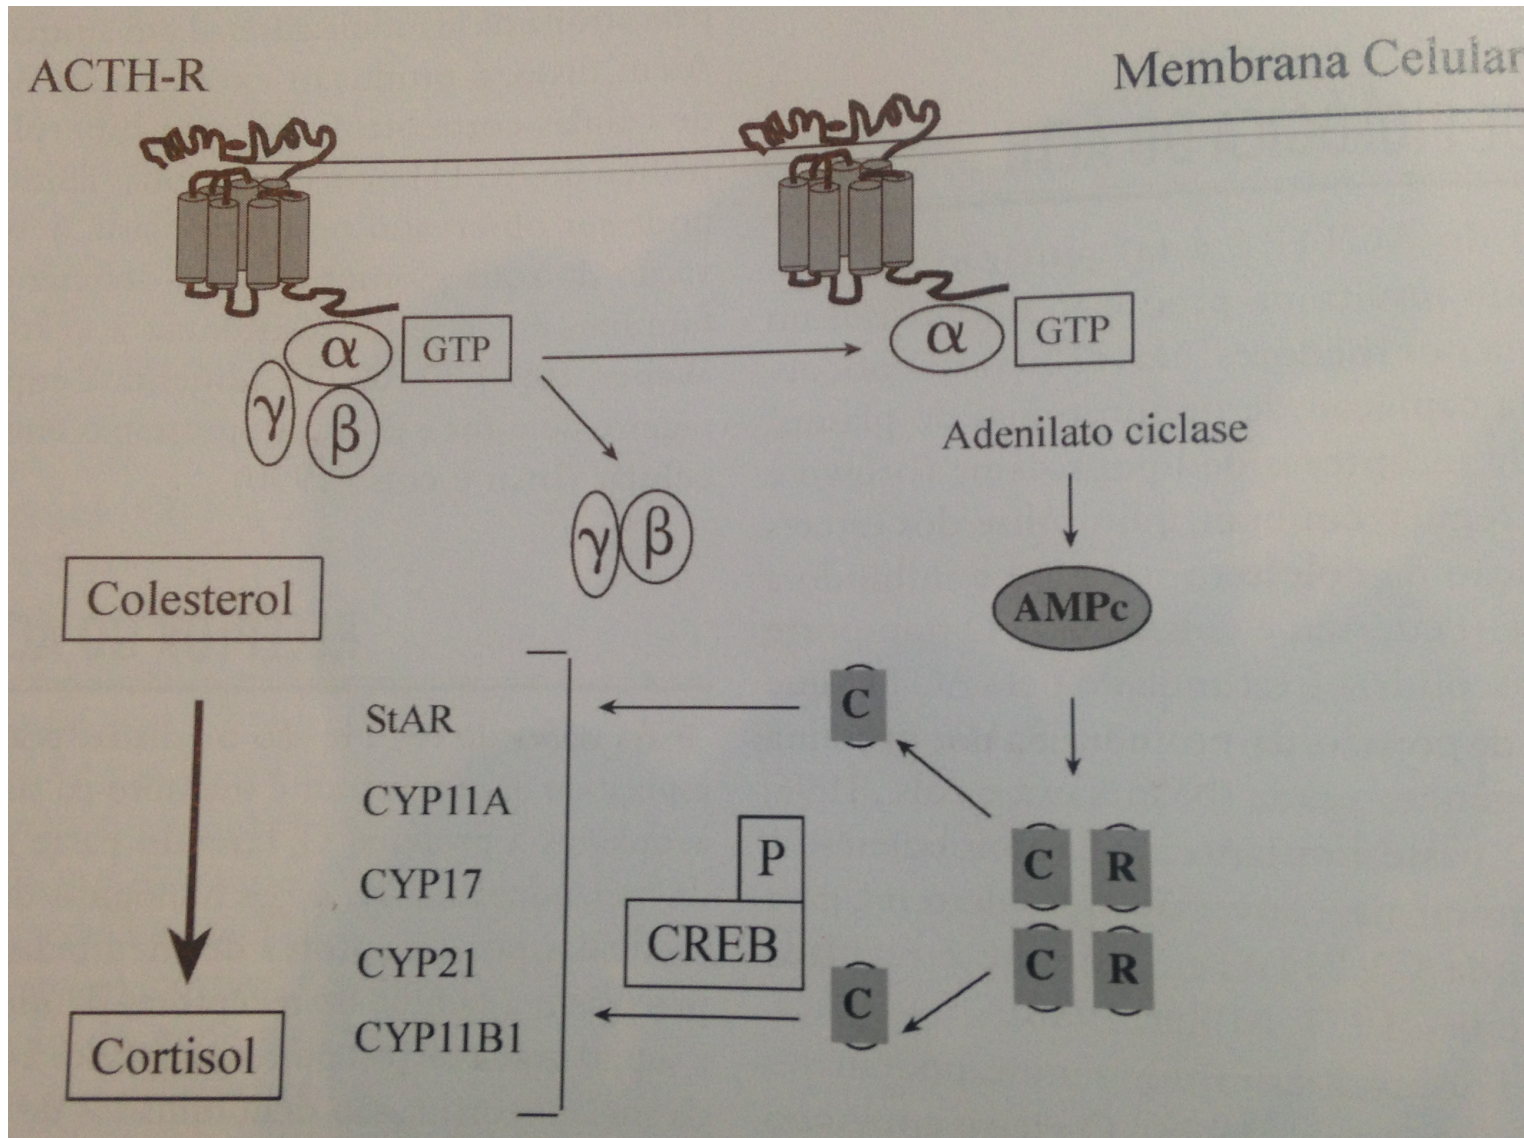 ACTH-R
Membrana Celular
α
GTP
γ
β
α
GTP
Adenilato ciclase
γ
β
AMPc
Colesterol
StAR
CYP11A
CYP17
CYP21
CYP11B1
Cortisol
P
CREB
C
C
C R
C R